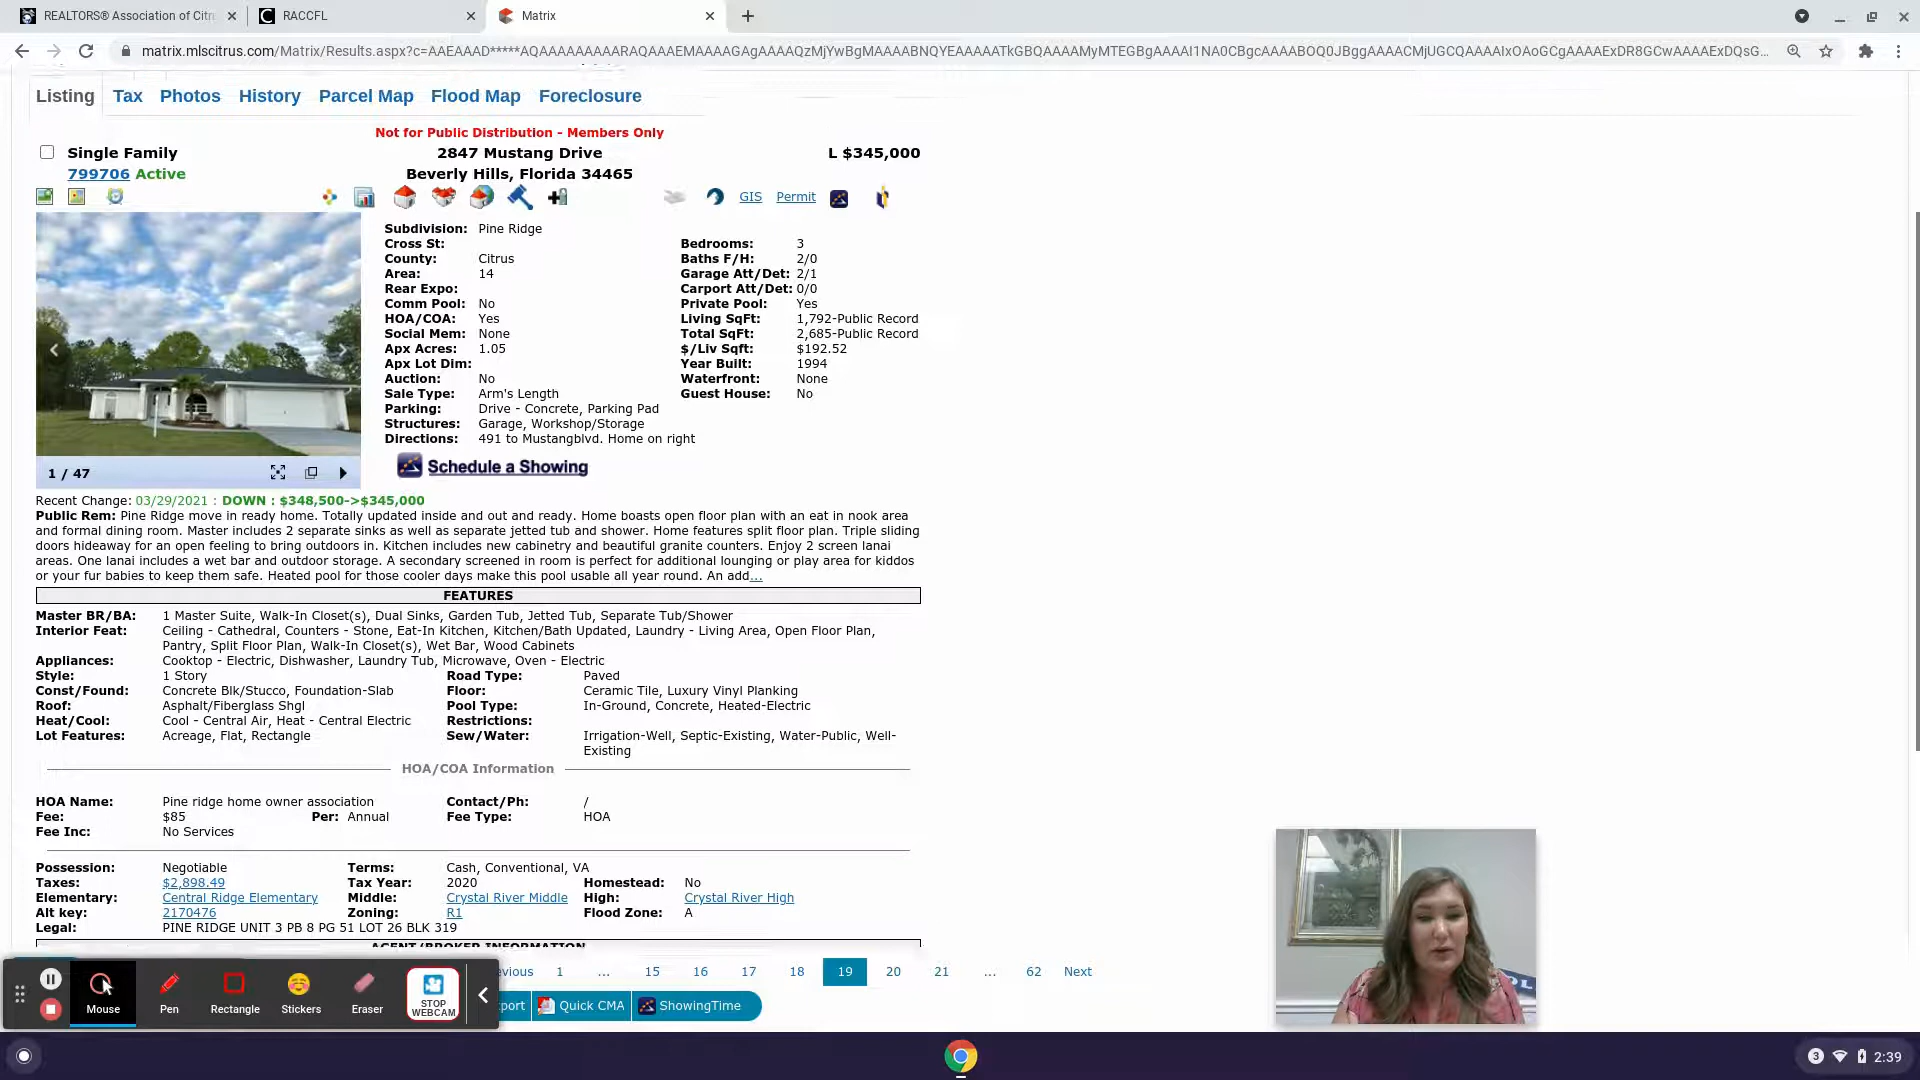 REALTORS® Association of Citr
RACCFL
Matrix
matrix.mlscitrus.com/Matrix/Results.aspx?c=AAEAAAD*****AQAAAAAAAAARAQAAAEMAAAAGAgAAAAQzMjYwBgMAAAABNQYEAAAAATkGBQAAAAMyMTEGBgAAAAI1NA0CBgcAAAABOQ0JBggAAAACMjUGCQAAAAIxOAoGCgAAAAExDR8GCwAAAAExDQsG...
Listing Tax Photos History Parcel Map Flood Map Foreclosure
Not for Public Distribution - Members Only
Single Family 2847 Mustang Drive L $345,000
799706 Active Beverly Hills, Florida 34465
GIS Permit
Subdivision: Pine Ridge
Cross St: Bedrooms: 3
County: Citrus Baths F/H: 2/0
Area: 14 Garage Att/Det: 2/1
Rear Expo: Carport Att/Det: 0/0
Comm Pool: No Private Pool: Yes
HOA/COA: Yes Living SqFt: 1,792-Public Record
Social Mem: None Total SqFt: 2,685-Public Record
Apx Acres: 1.05 $/Liv Sqft: $192.52
Apx Lot Dim: Year Built: 1994
Auction: No Waterfront: None
Sale Type: Arm's Length Guest House: No
Parking: Drive - Concrete, Parking Pad
Structures: Garage, Workshop/Storage
Directions: 491 to Mustangblvd. Home on right
Schedule a Showing
1 / 47
Recent Change: 03/29/2021 : DOWN : $348,500->$345,000
Public Rem: Pine Ridge move in ready home. Totally updated inside and out and ready. Home boasts open floor plan with an eat in nook area
and formal dining room. Master includes 2 separate sinks as well as separate jetted tub and shower. Home features split floor plan. Triple sliding
doors hideaway for an open feeling to bring outdoors in. Kitchen includes new cabinetry and beautiful granite counters. Enjoy 2 screen lanai
areas. One lanai includes a wet bar and outdoor storage. A secondary screened in room is perfect for additional lounging or play area for kiddos
or your fur babies to keep them safe. Heated pool for those cooler days make this pool usable all year round. An add...
FEATURES
Master BR/BA: 1 Master Suite, Walk-In Closet(s), Dual Sinks, Garden Tub, Jetted Tub, Separate Tub/Shower
Interior Feat: Ceiling - Cathedral, Counters - Stone, Eat-In Kitchen, Kitchen/Bath Updated, Laundry - Living Area, Open Floor Plan,
Pantry, Split Floor Plan, Walk-In Closet(s), Wet Bar, Wood Cabinets
Appliances: Cooktop - Electric, Dishwasher, Laundry Tub, Microwave, Oven - Electric
Style: 1 Story Road Type: Paved
Const/Found: Concrete Blk/Stucco, Foundation-Slab Floor: Ceramic Tile, Luxury Vinyl Planking
Roof: Asphalt/Fiberglass Shgl Pool Type: In-Ground, Concrete, Heated-Electric
Heat/Cool: Cool - Central Air, Heat - Central Electric Restrictions:
Lot Features: Acreage, Flat, Rectangle Sew/Water: Irrigation-Well, Septic-Existing, Water-Public, Well-
Existing
HOA/COA Information
HOA Name: Pine ridge home owner association Contact/Ph: /
Fee: $85 Per: Annual Fee Type: HOA
Fee Inc: No Services
Possession: Negotiable Terms: Cash, Conventional, VA
Taxes: $2,898.49 Tax Year: 2020 Homestead: No
Elementary: Central Ridge Elementary Middle: Crystal River Middle High: Crystal River High
Alt key: 2170476 Zoning: R1 Flood Zone: A
Legal: PINE RIDGE UNIT 3 PB 8 PG 51 LOT 26 BLK 319
AGENT/BROKER INFORMATION
evious 1 ... 15 16 17 18 19 20 21 ... 62 Next
port Quick CMA ShowingTime
Mouse Pen Rectangle Stickers Eraser STOP
WEBCAM
3 2:39